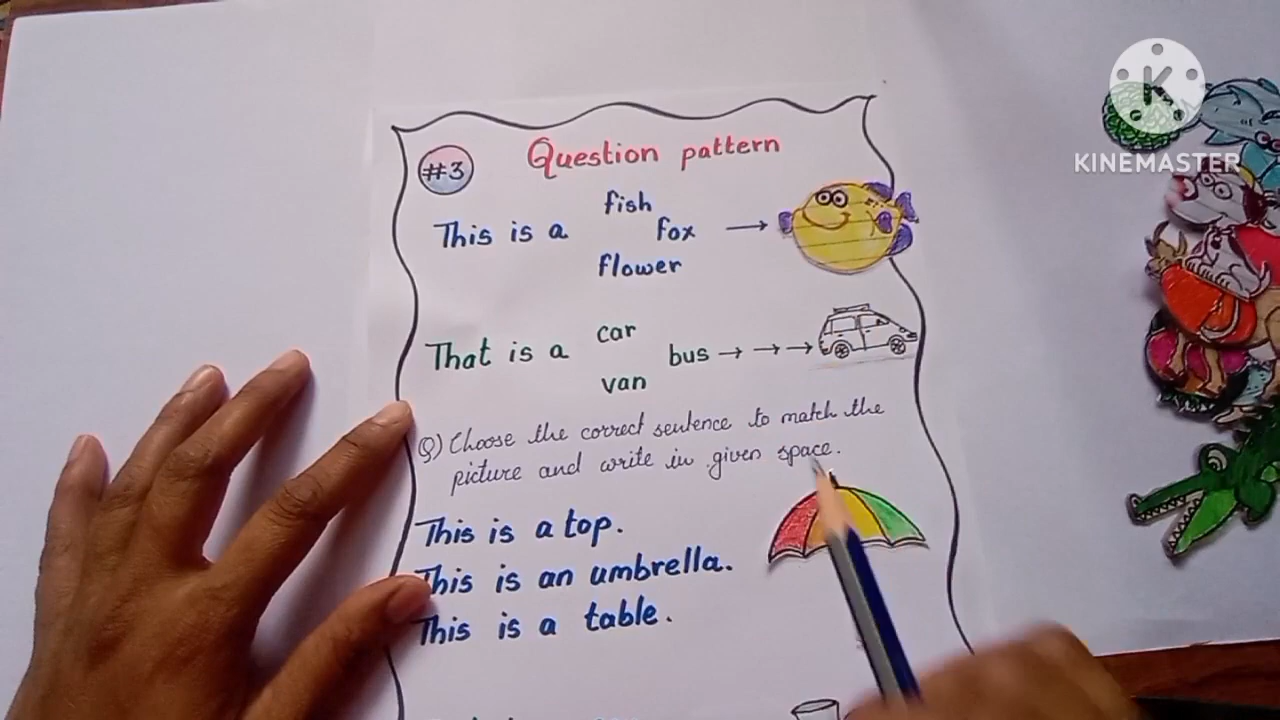 #3 Question pattern
fish
This is a fox →
flower
car
That is a bus → → →
van
Q) Choose the correct sentence to match the
picture and write in given space.
This is a top.
This is an umbrella.
This is a table.
K
KINEMASTER